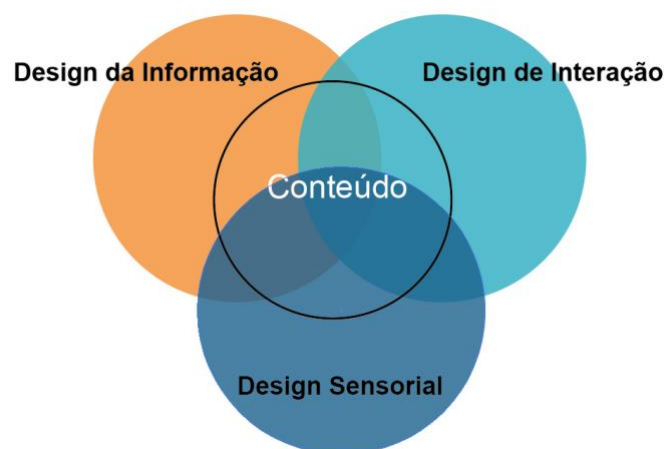 Design da Informação
Design de Interação
Conteúdo
Design Sensorial